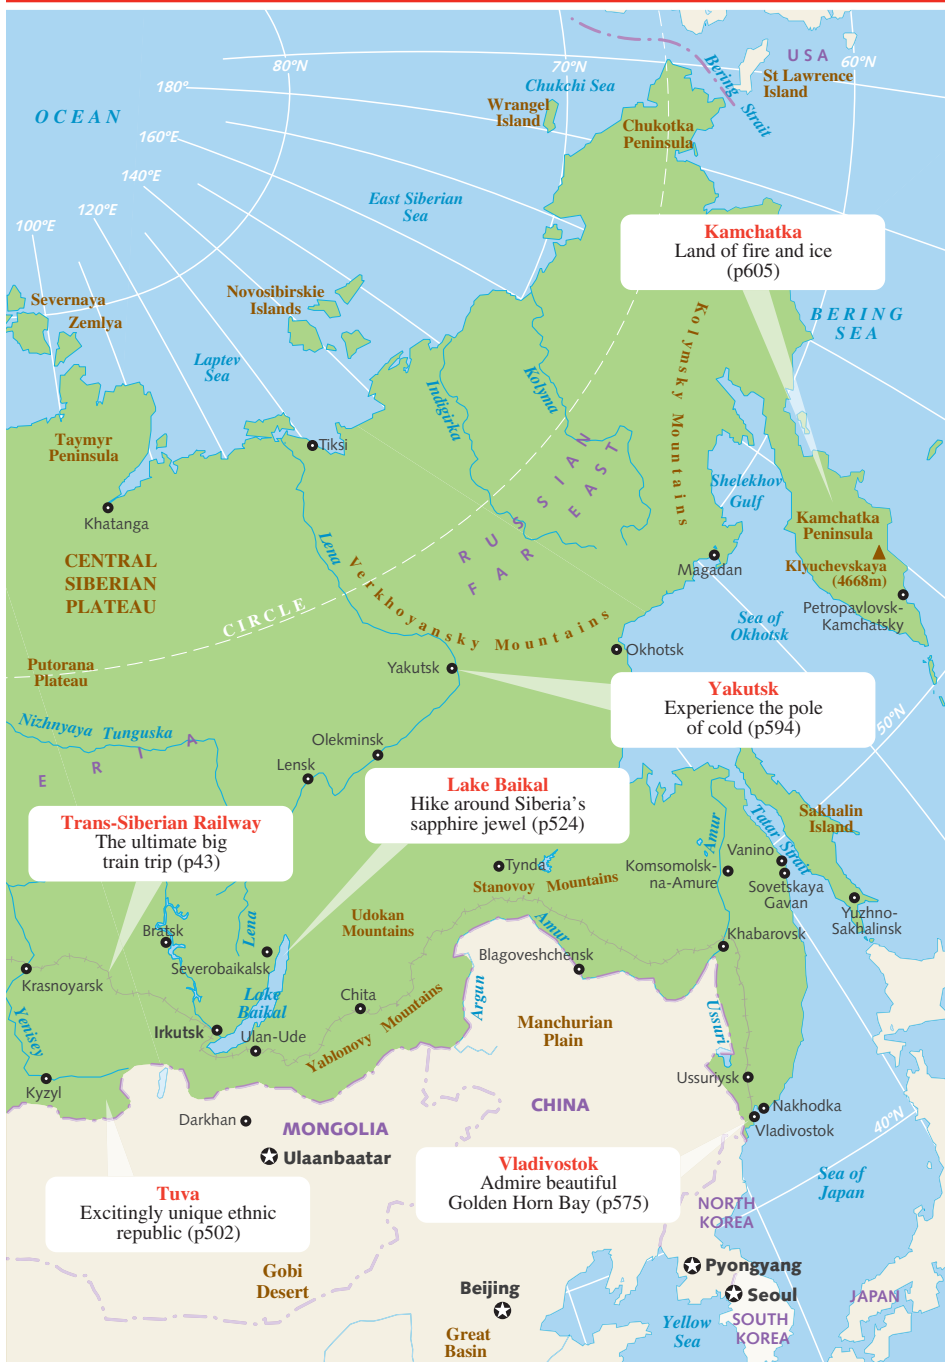 USA
80°N
70°N
60°N
180°
Chukchi Sea
Bering
Strait
St Lawrence
Island
Wrangel
Island
OCEAN
Chukotka
Peninsula
160°E
140°E
120°E
100°E
East Siberian
Sea
Kamchatka
Land of fire and ice
(p605)
Severnaya
Zemlya
Novosibirskie
Islands
BERING
SEA
Kolymsky Mountains
Laptev
Sea
Indigirka
Kolyma
Taymyr
Peninsula
Tiksi
RUSSIAN
FAR EAST
Shelekhov
Gulf
Khatanga
Kamchatka
Peninsula
Lena
CENTRAL
SIBERIAN
PLATEAU
Klyuchevskaya
(4668m)
Magadan
Verkhoyansky Mountains
CIRCLE
Petropavlovsk-
Kamchatsky
Sea of
Okhotsk
Okhotsk
Putorana
Plateau
Yakutsk
Yakutsk
Experience the pole
of cold (p594)
50°N
Nizhnyaya Tunguska
ERIA
Olekminsk
Lensk
Lake Baikal
Hike around Siberia's
sapphire jewel (p524)
Trans-Siberian Railway
The ultimate big
train trip (p43)
Sakhalin
Island
Tatar Strait
Amur
Vanino
Tynda
Komsomolsk-
na-Amure
Stanovoy Mountains
Sovetskaya
Gavan
Yuzhno-
Sakhalinsk
Udokan
Mountains
Lena
Bratsk
Amur
Khabarovsk
Blagoveshchensk
Severobaikalsk
Krasnoyarsk
Lake
Baikal
Chita
Argun
Yablonovy Mountains
Ussuri
Yenisey
Irkutsk
Ulan-Ude
Manchurian
Plain
Ussuriysk
Kyzyl
Darkhan
CHINA
Nakhodka
Vladivostok
40°N
MONGOLIA
Ulaanbaatar
Vladivostok
Admire beautiful
Golden Horn Bay (p575)
Sea of
Japan
Tuva
Excitingly unique ethnic
republic (p502)
NORTH
KOREA
Gobi
Desert
Pyongyang
Beijing
Seoul
JAPAN
Yellow
Sea
SOUTH
KOREA
Great
Basin